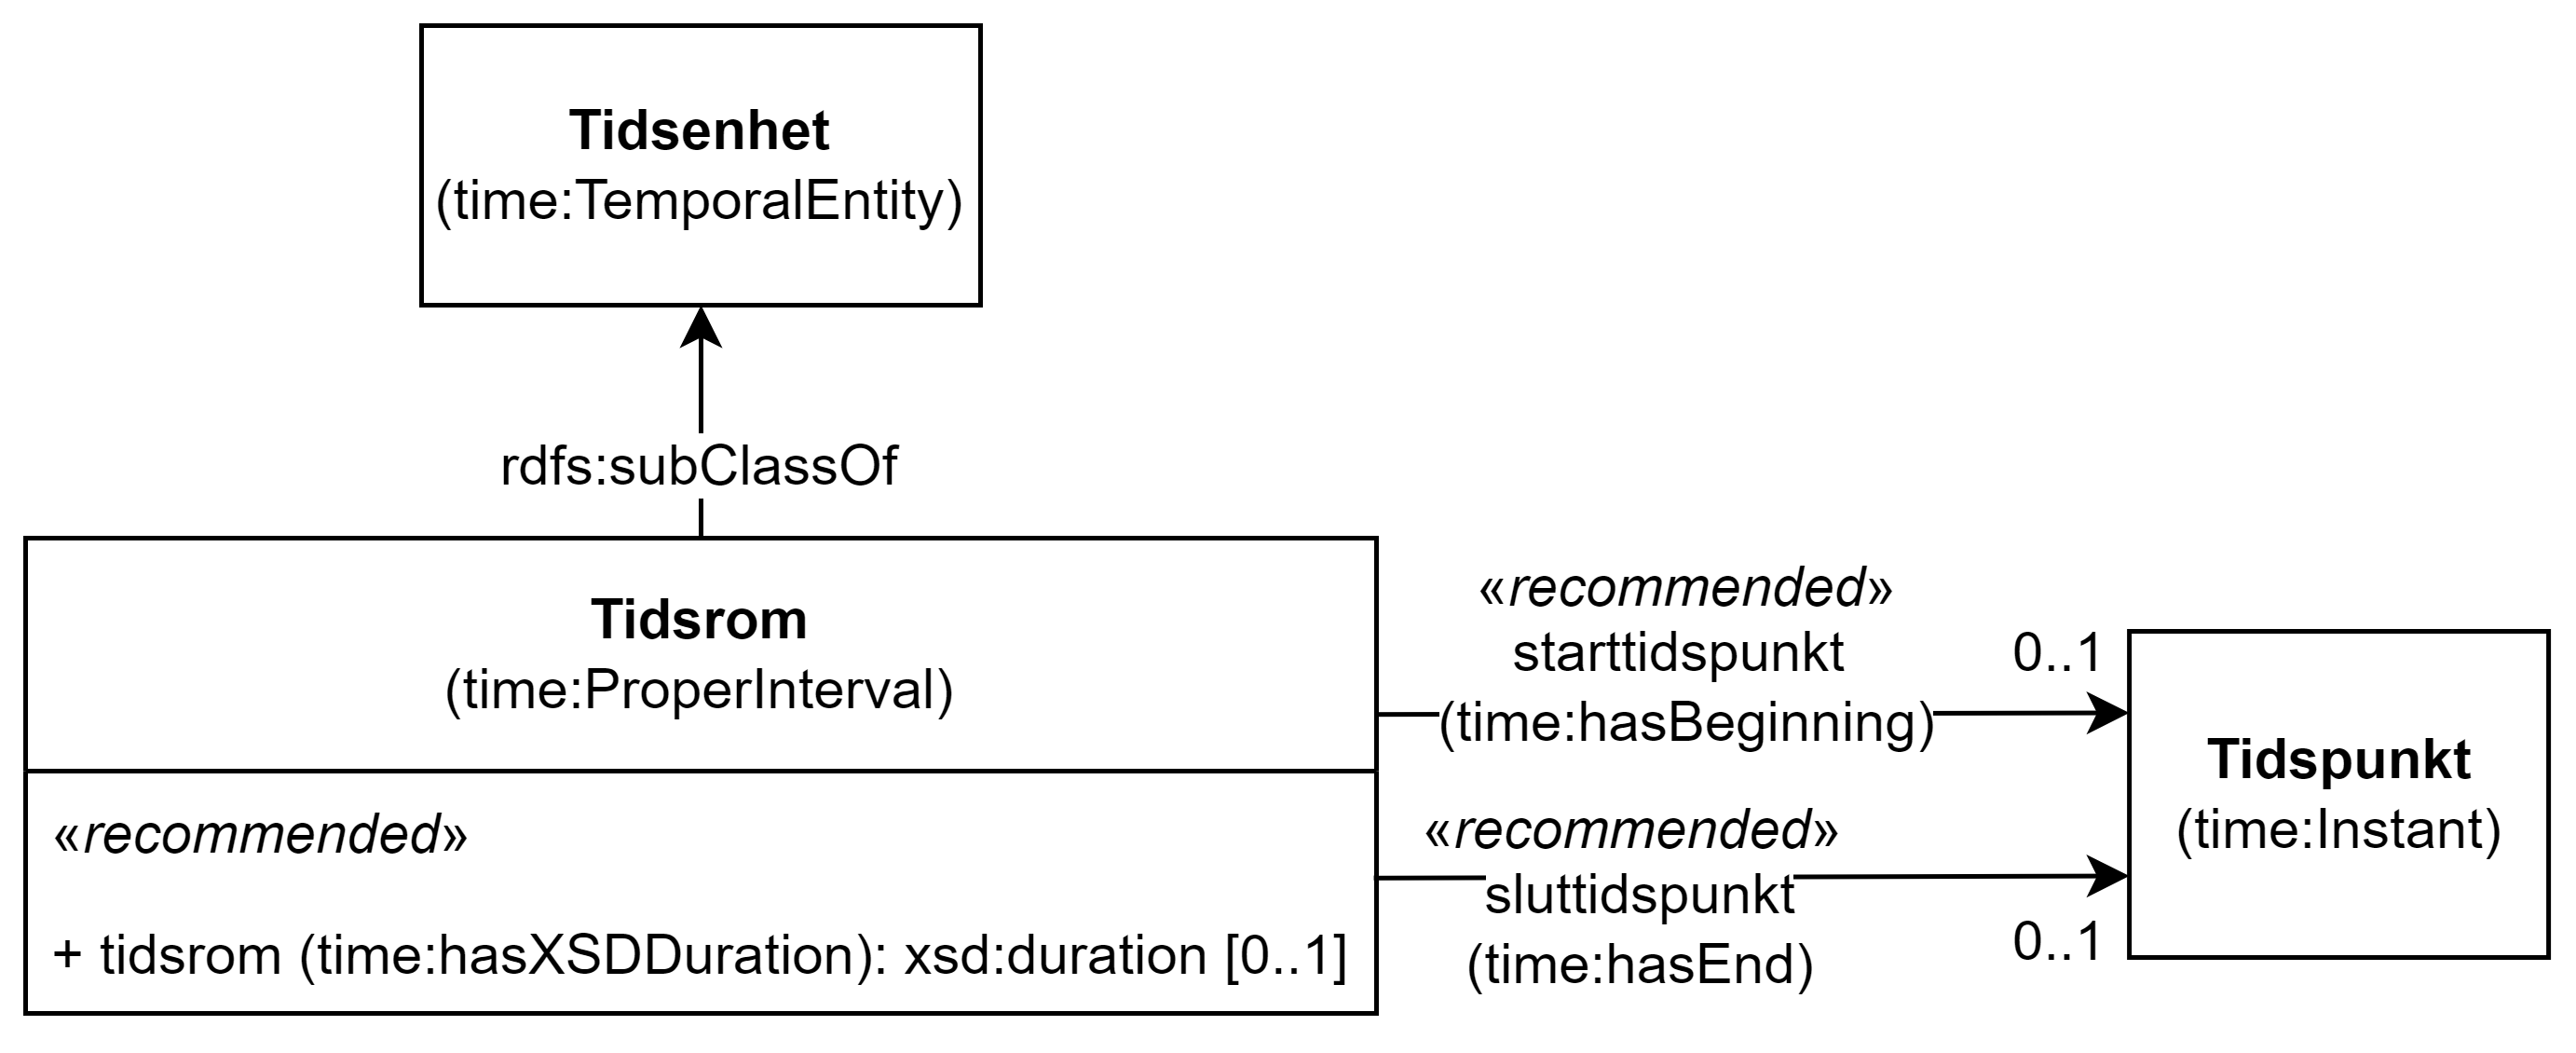 Tidsenhet
(time:TemporalEntity)
rdfs:subClassOf
Tidsrom
(time:ProperInterval)
«recommended»
+ tidsrom (time:hasXSDDuration): xsd:duration [0..1]
«recommended»
starttidspunkt
(time:hasBeginning)
0..1
«recommended»
sluttidspunkt
(time:hasEnd)
0..1
Tidspunkt
(time:Instant)